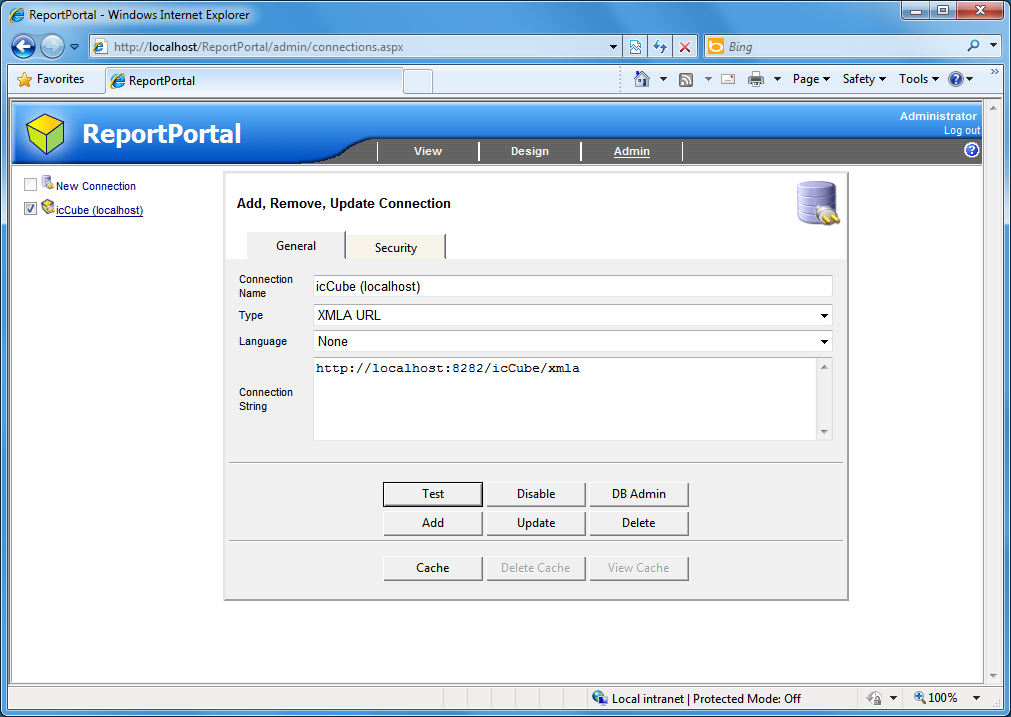 ReportPortal - Windows Internet Explorer
http://localhost/ReportPortal/admin/connections.aspx
Bing
Favorites
ReportPortal
Page
Safety
Tools
»
ReportPortal
Administrator
Log out
View
Design
Admin
New Connection
icCube (localhost)
Add, Remove, Update Connection
General
Security
Connection
Name
icCube (localhost)
Type
XMLA URL
Language
None
Connection
String
http://localhost:8282/icCube/xmla
Test
Disable
DB Admin
Add
Update
Delete
Cache
Delete Cache
View Cache
Local intranet | Protected Mode: Off
100%